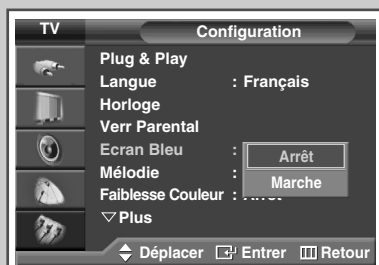 TV
Configuration
Plug & Play
Langue : Français
Horloge
Verr Parental
Ecran Bleu :
Arrêt
Mélodie :
Marche
Faiblesse Couleur :
▽Plus
Déplacer Entrer Retour